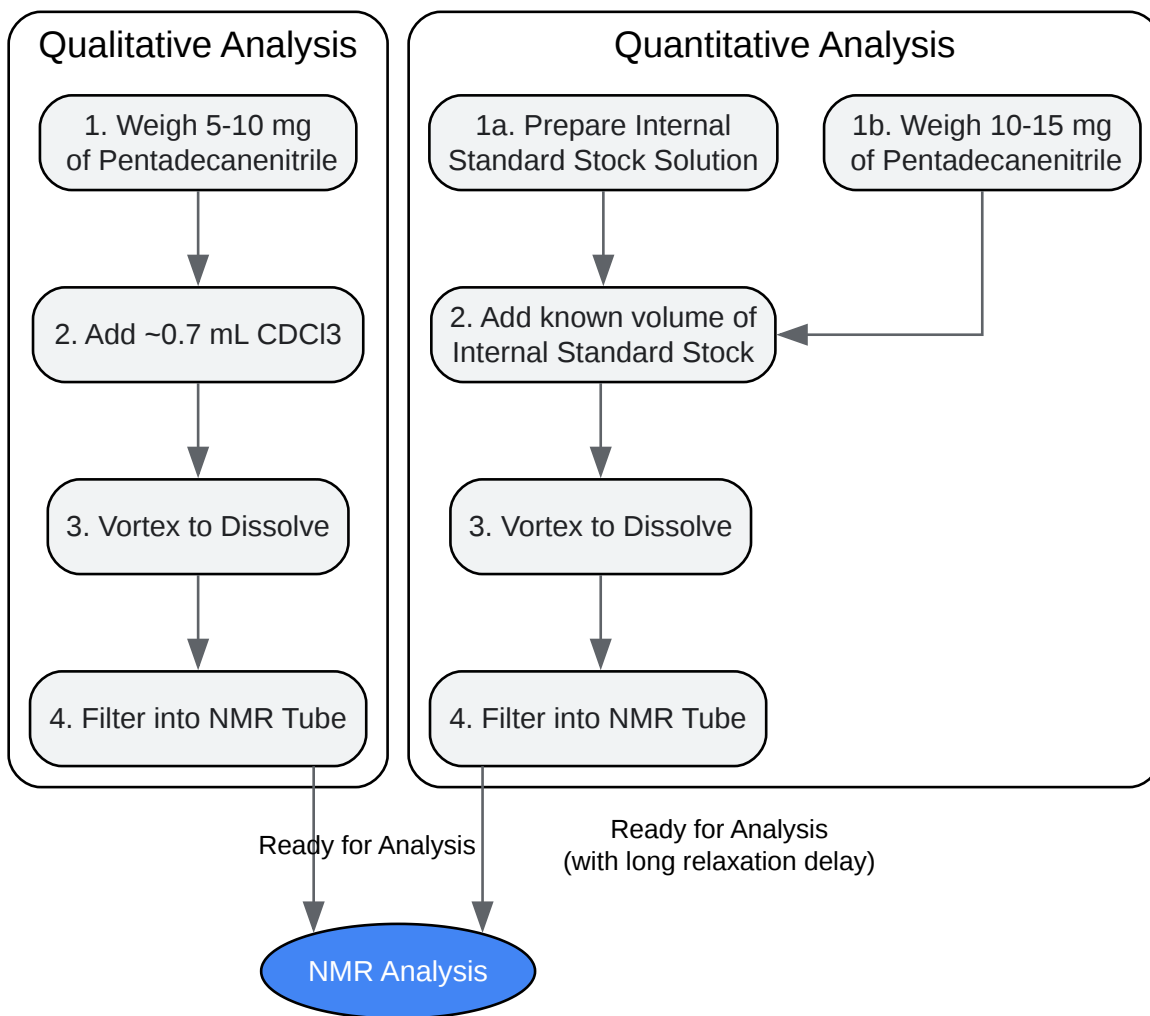 Qualitative Analysis
1. Weigh 5-10 mg
of Pentadecanenitrile
2. Add ~0.7 mL CDCl3
3. Vortex to Dissolve
4. Filter into NMR Tube
Quantitative Analysis
1a. Prepare Internal
Standard Stock Solution
1b. Weigh 10-15 mg
of Pentadecanenitrile
2. Add known volume of
Internal Standard Stock
3. Vortex to Dissolve
4. Filter into NMR Tube
Ready for Analysis
Ready for Analysis
(with long relaxation delay)
NMR Analysis